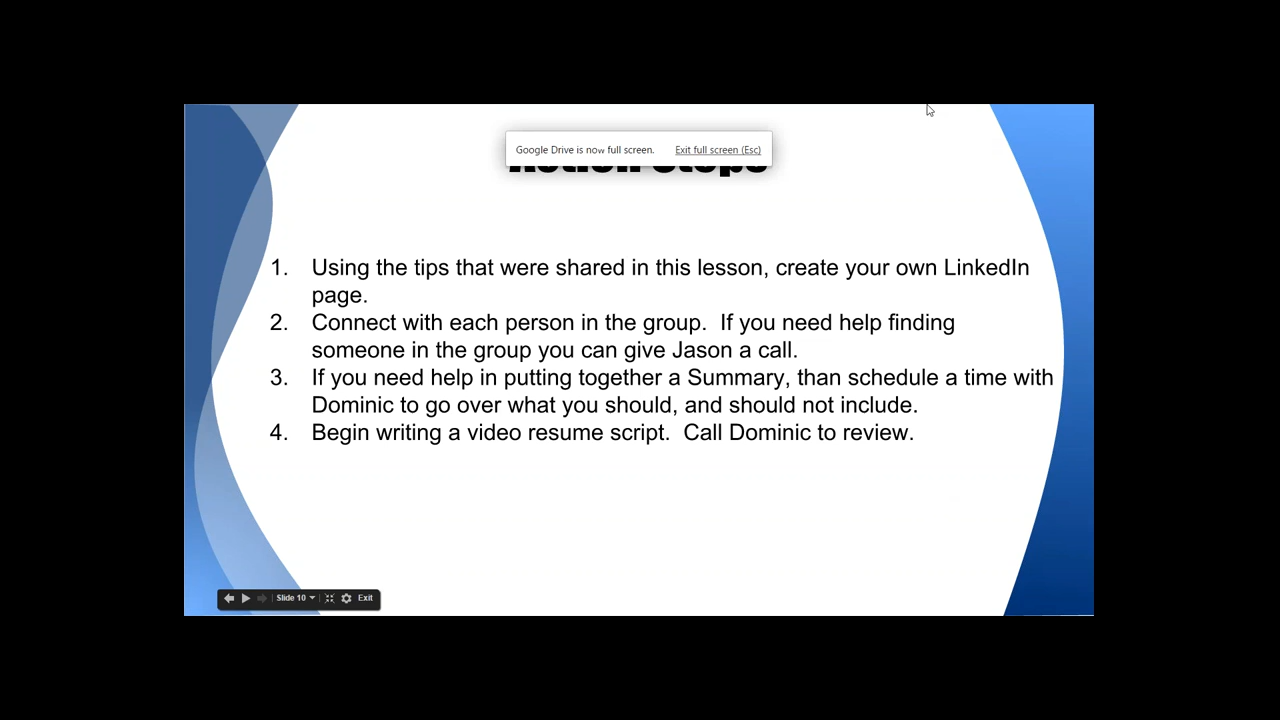 Google Drive is now full screen. Exit full screen (Esc)
Action Steps
1. Using the tips that were shared in this lesson, create your own LinkedIn
page.
2. Connect with each person in the group.  If you need help finding
someone in the group you can give Jason a call.
3. If you need help in putting together a Summary, than schedule a time with
Dominic to go over what you should, and should not include.
4. Begin writing a video resume script.  Call Dominic to review.
Slide 10 Exit